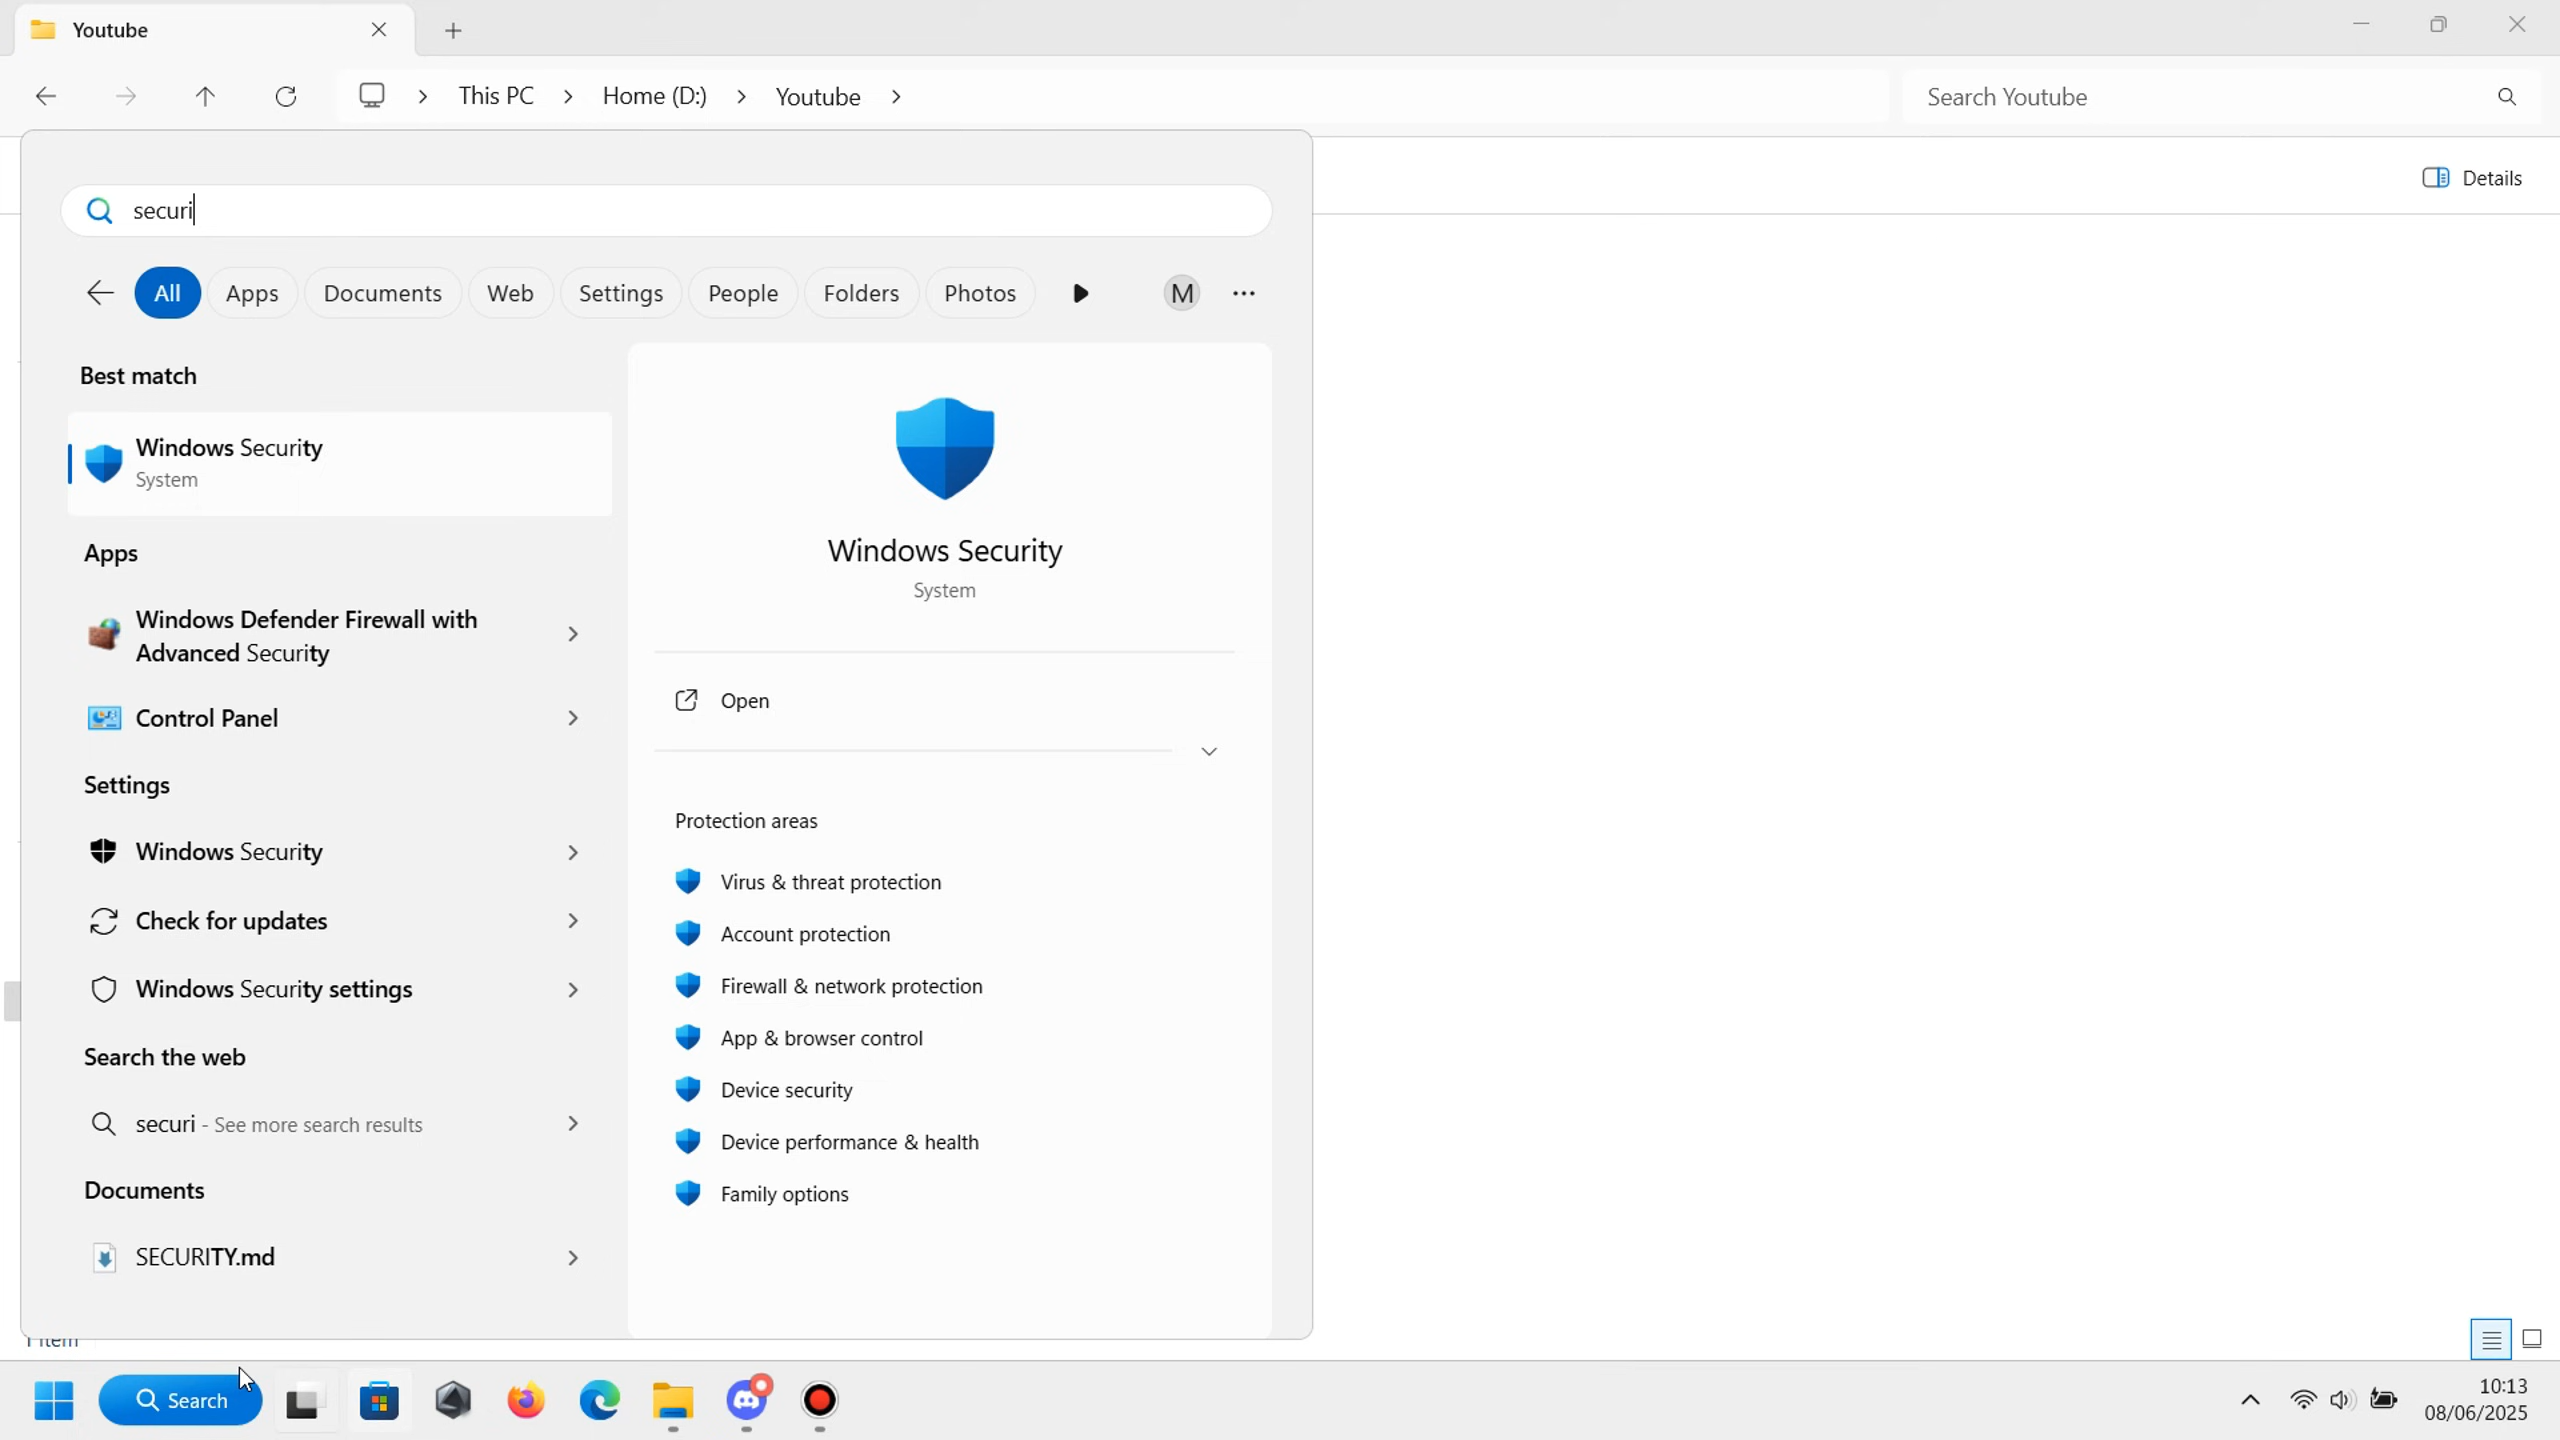 Youtube
This PC
Home (D:)
Youtube
Search Youtube
Details
securi
All
Apps
Documents
Web
Settings
People
Folders
Photos
M
Best match
Windows Security
System
Apps
Windows Defender Firewall with
Advanced Security
Control Panel
Settings
Windows Security
Check for updates
Windows Security settings
Search the web
securi - See more search results
Documents
SECURITY.md
Windows Security
System
Open
Protection areas
Virus & threat protection
Account protection
Firewall & network protection
App & browser control
Device security
Device performance & health
Family options
1 item
Search
10:13
08/06/2025